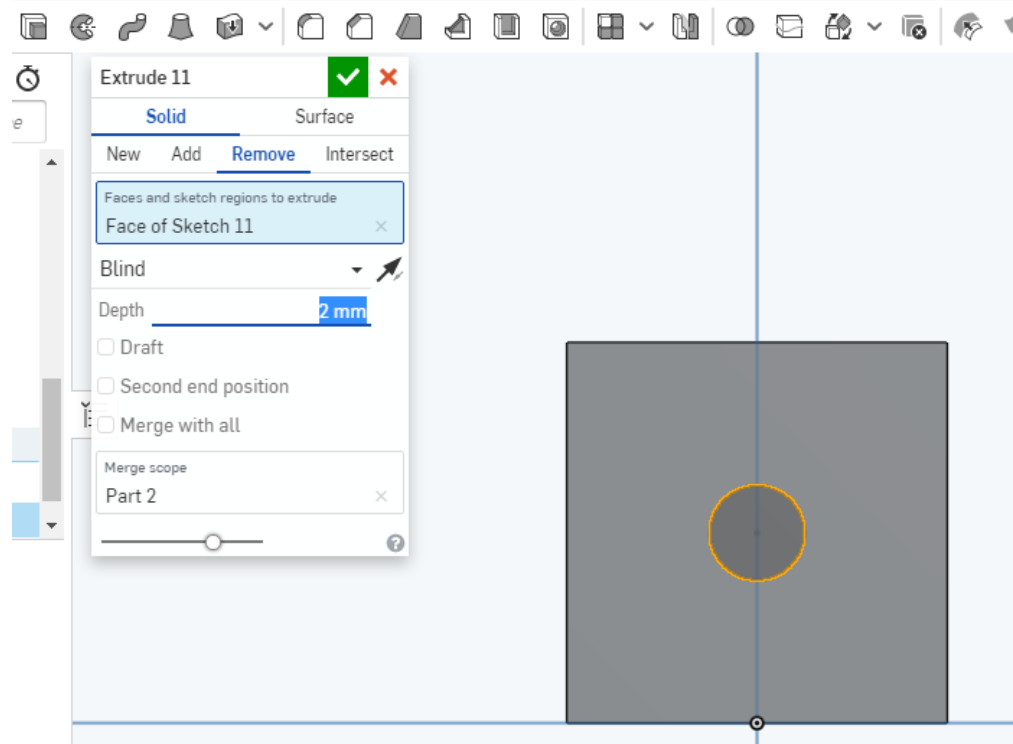 Extrude 11
Solid Surface
New Add Remove Intersect
Faces and sketch regions to extrude
Face of Sketch 11
Blind
Depth 2 mm
Draft
Second end position
Merge with all
Merge scope
Part 2
?